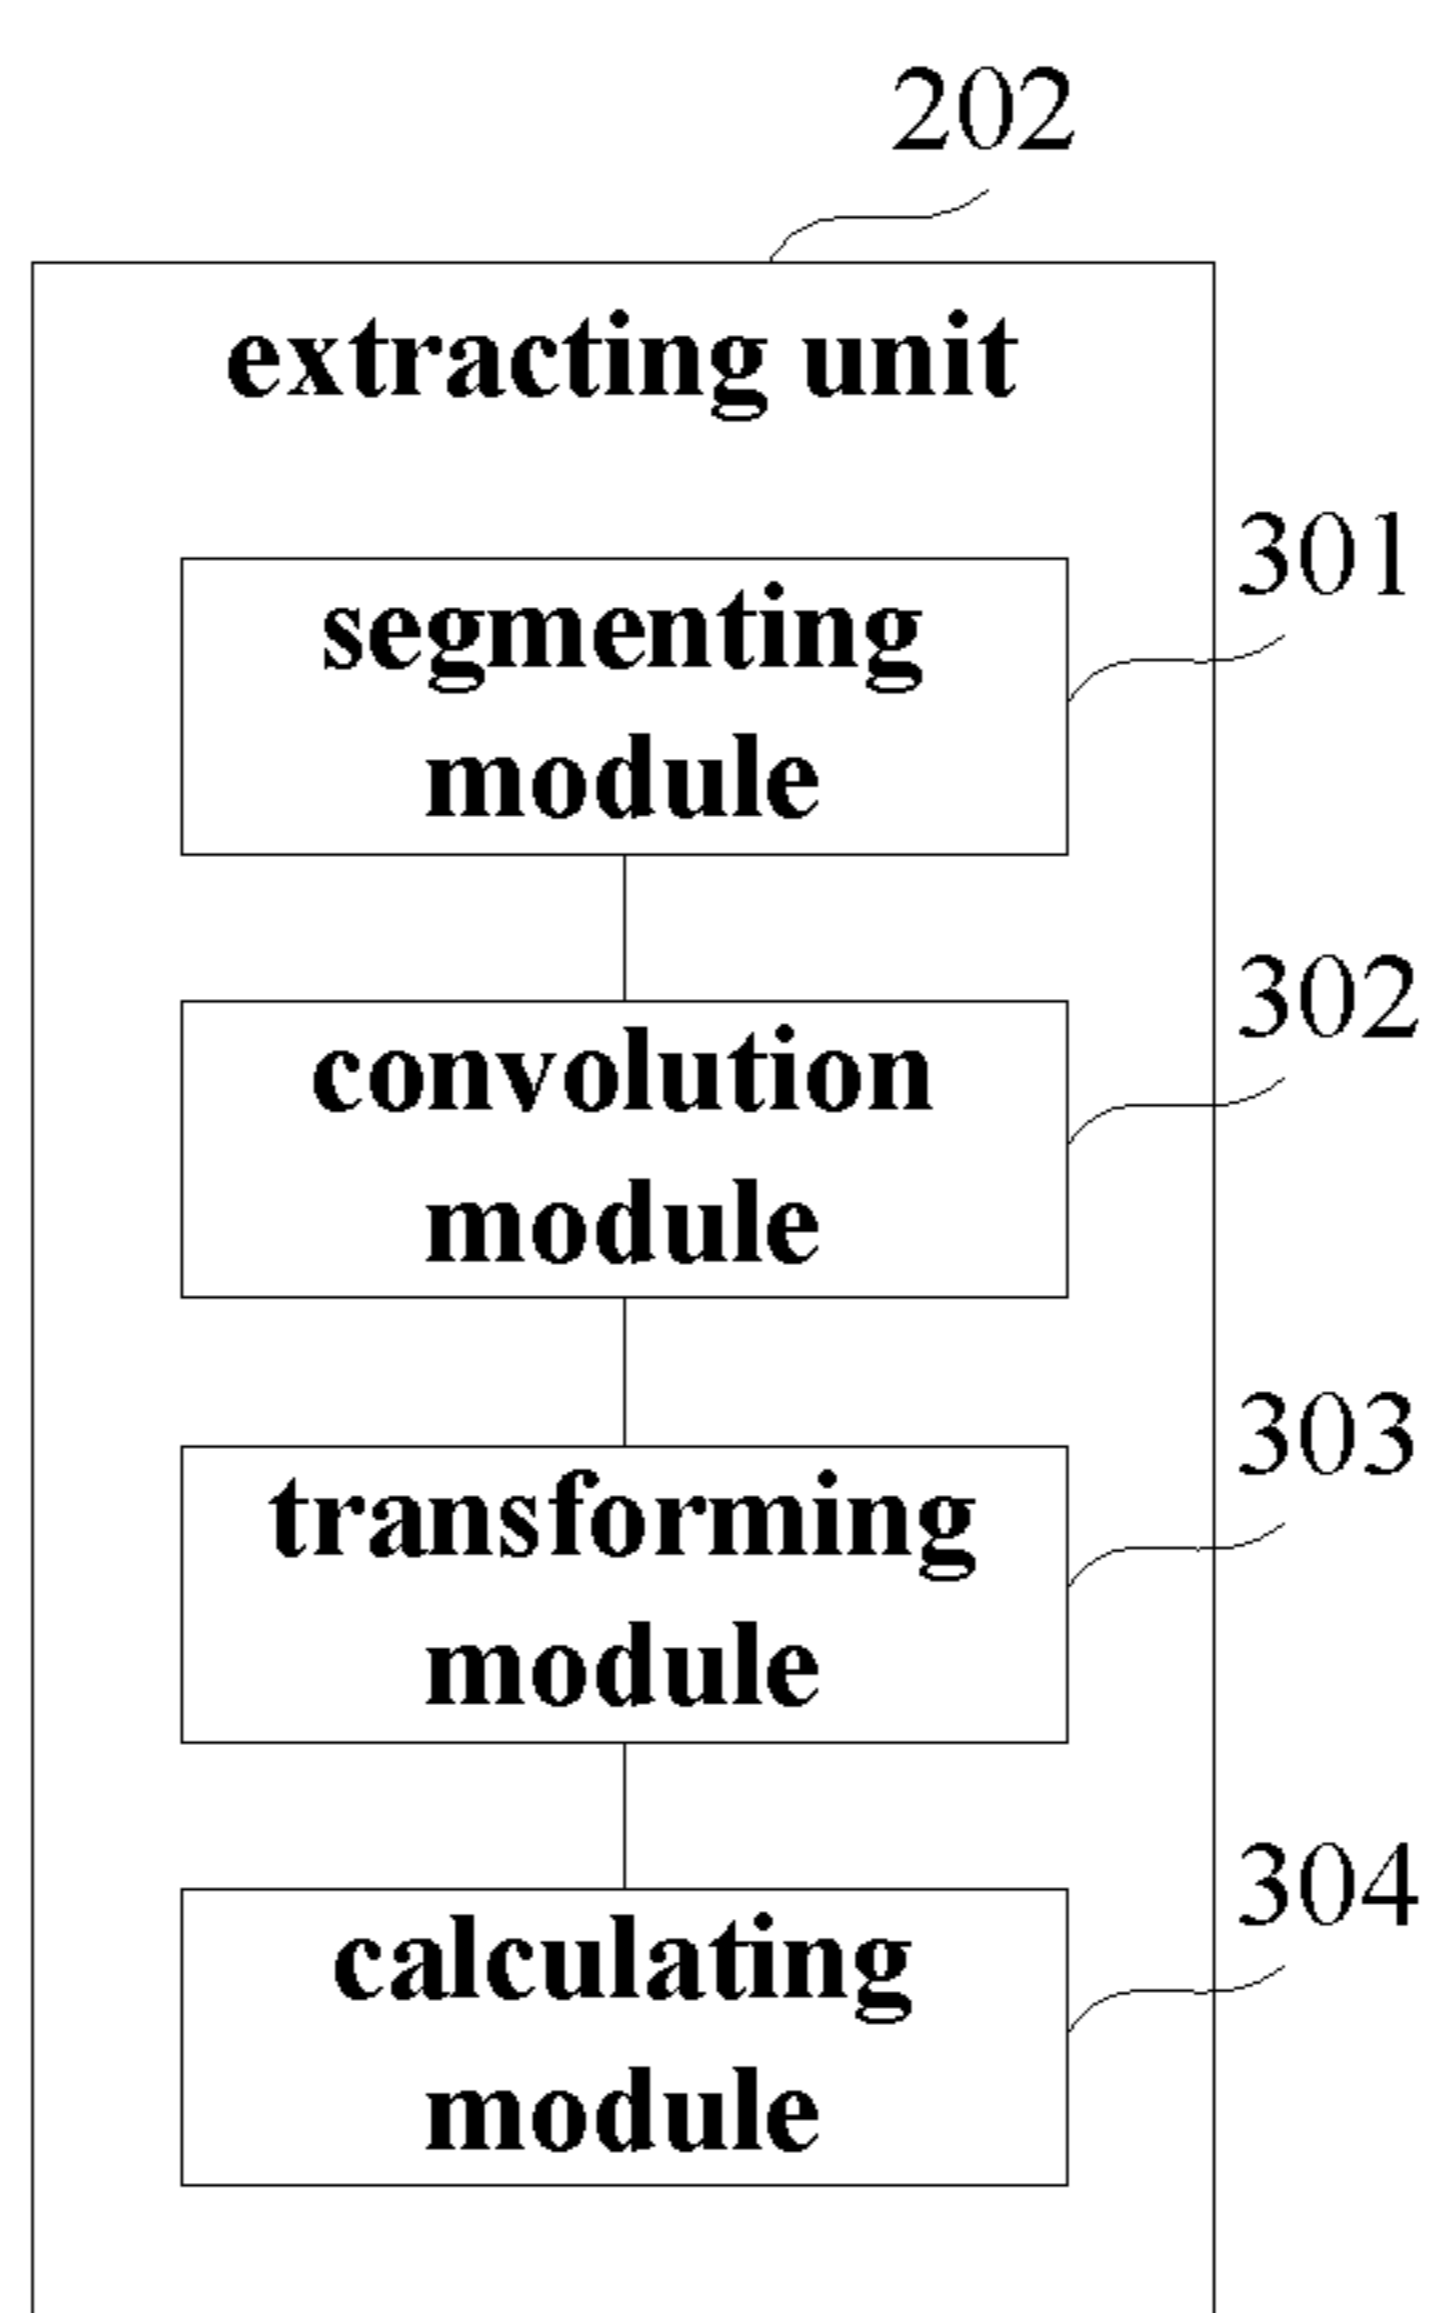 202
extracting unit
301
segmenting
module
302
convolution
module
303
transforming
module
304
calculating
module